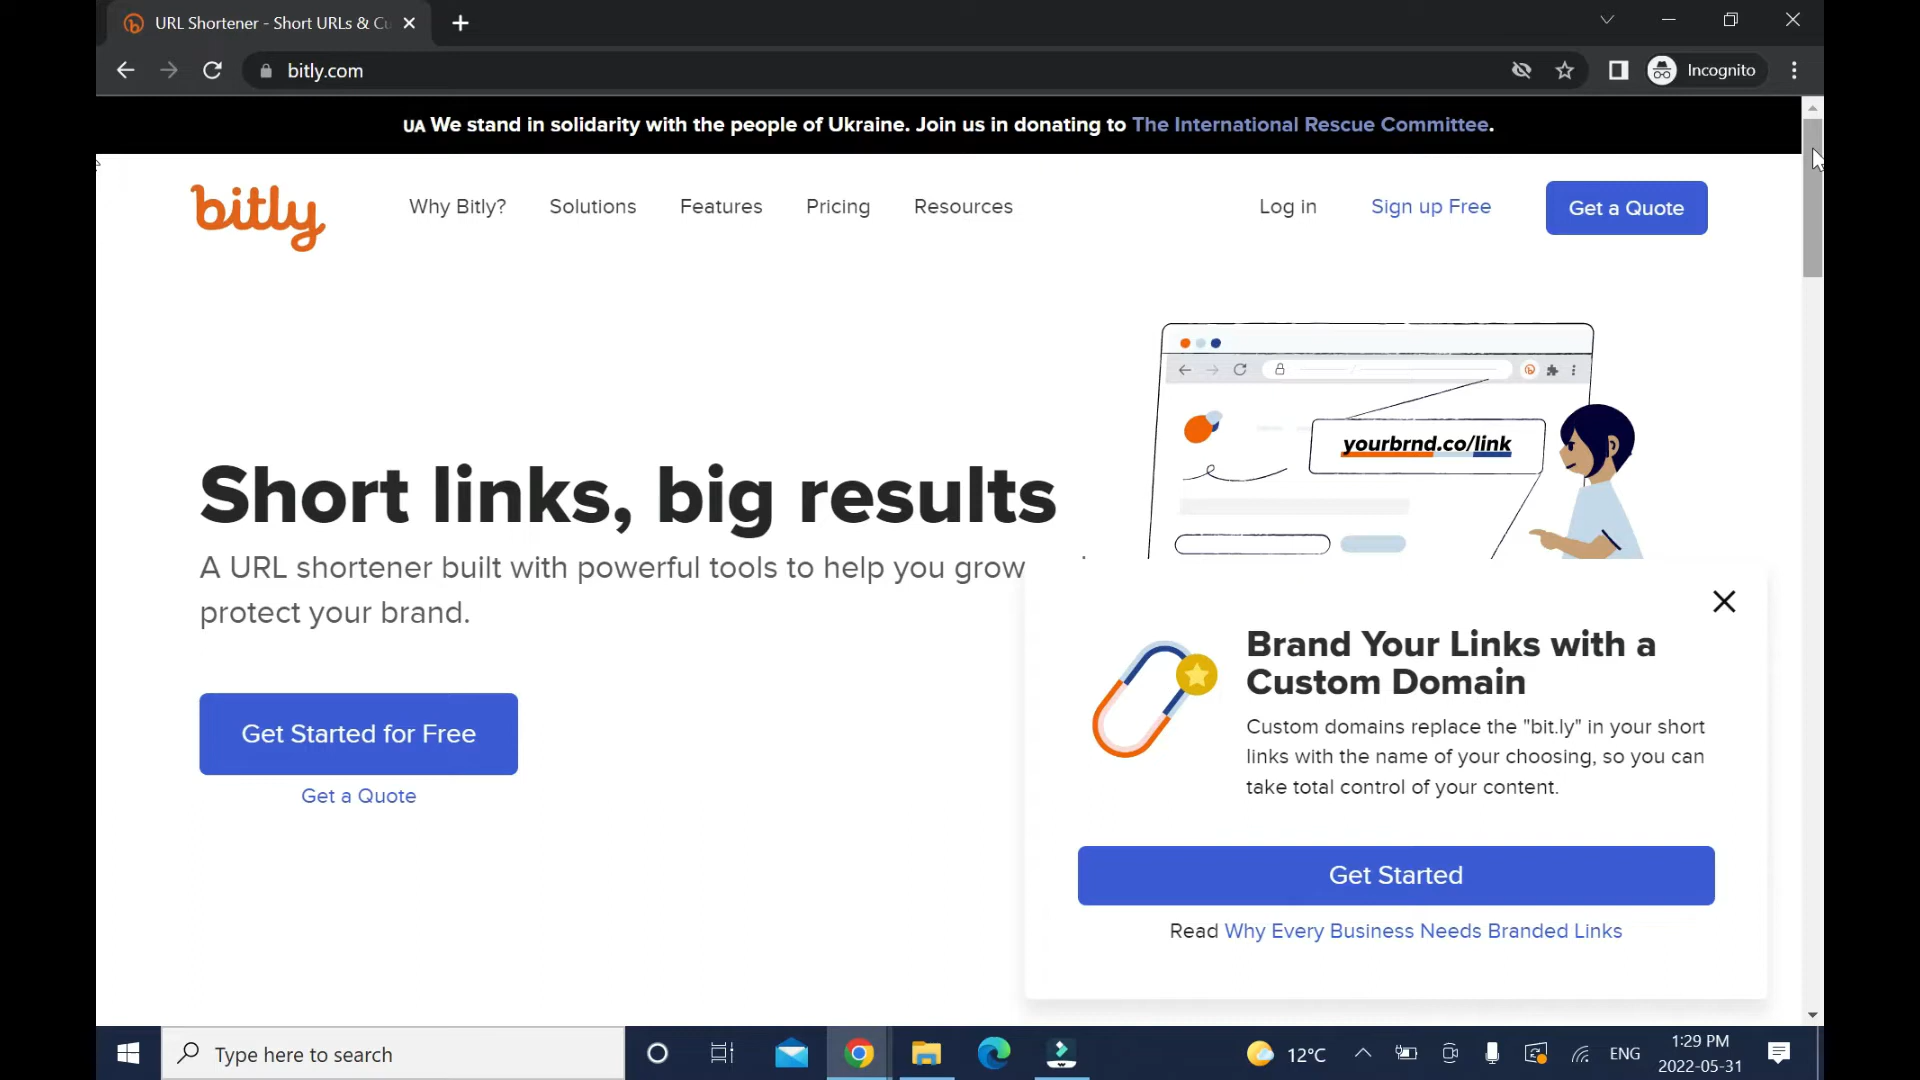 URL Shortener - Short URLs & Cu
bitly.com
Incognito
UA We stand in solidarity with the people of Ukraine. Join us in donating to The International Rescue Committee.
bitly
Why Bitly?
Solutions
Features
Pricing
Resources
Log in
Sign up Free
Get a Quote
yourbrnd.co/link
Short links, big results
A URL shortener built with powerful tools to help you grow
protect your brand.
Get Started for Free
Get a Quote
Brand Your Links with a
Custom Domain
Custom domains replace the "bit.ly" in your short
links with the name of your choosing, so you can
take total control of your content.
Get Started
Read Why Every Business Needs Branded Links
Type here to search
12°C
ENG
1:29 PM
2022-05-31